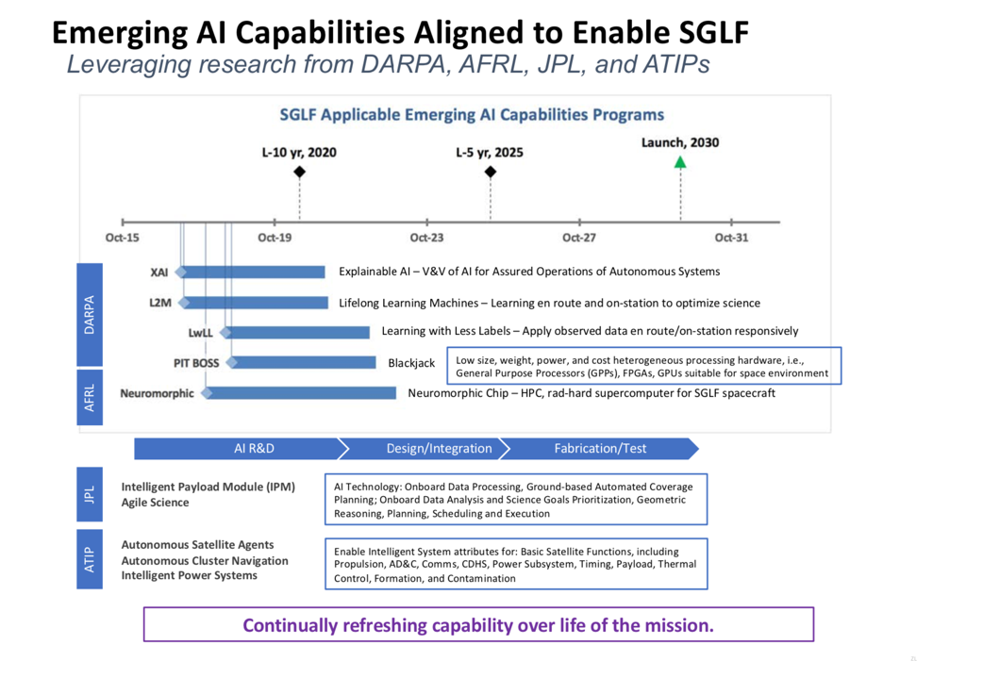 Emerging AI Capabilities Aligned to Enable SGLF
Leveraging research from DARPA, AFRL, JPL, and ATIPs
SGLF Applicable Emerging AI Capabilities Programs
L-10 yr, 2020
L-5 yr, 2025
Launch, 2030
Oct-15
Oct-19
Oct-23
Oct-27
Oct-31
DARPA
XAI
Explainable AI – V&V of AI for Assured Operations of Autonomous Systems
L2M
Lifelong Learning Machines – Learning en route and on-station to optimize science
LwLL
Learning with Less Labels – Apply observed data en route/on-station responsively
PIT BOSS
Blackjack
Low size, weight, power, and cost heterogeneous processing hardware, i.e.,
General Purpose Processors (GPPs), FPGAs, GPUs suitable for space environment
AFRL
Neuromorphic
Neuromorphic Chip – HPC, rad-hard supercomputer for SGLF spacecraft
AI R&D
Design/Integration
Fabrication/Test
JPL
Intelligent Payload Module (IPM)
Agile Science
AI Technology: Onboard Data Processing, Ground-based Automated Coverage
Planning; Onboard Data Analysis and Science Goals Prioritization, Geometric
Reasoning, Planning, Scheduling and Execution
ATIP
Autonomous Satellite Agents
Autonomous Cluster Navigation
Intelligent Power Systems
Enable Intelligent System attributes for: Basic Satellite Functions, including
Propulsion, AD&C, Comms, CDHS, Power Subsystem, Timing, Payload, Thermal
Control, Formation, and Contamination
Continually refreshing capability over life of the mission.